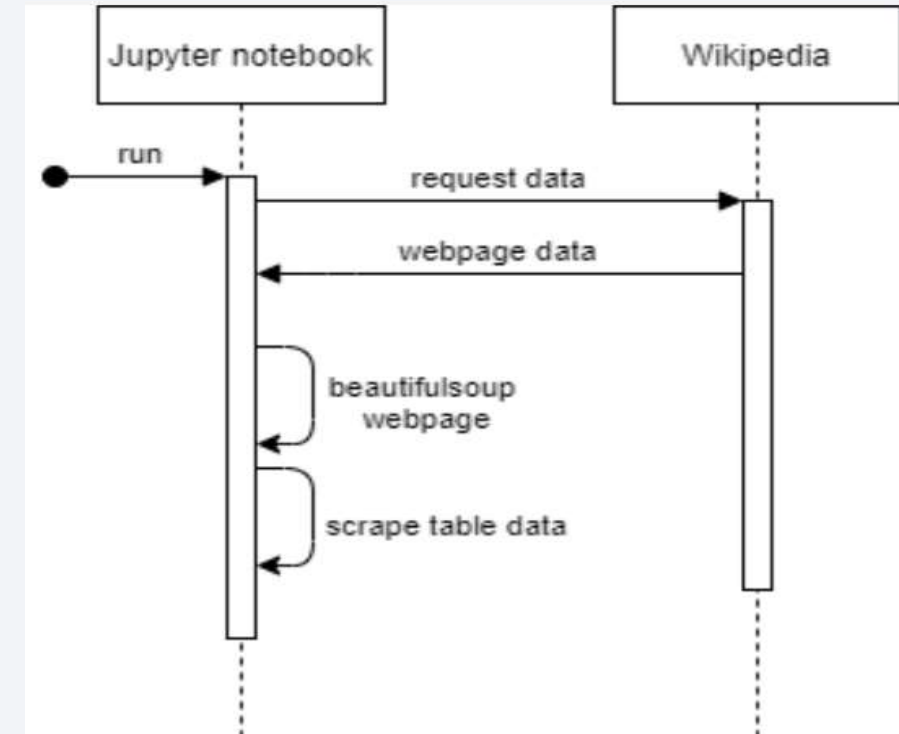 Jupyter notebook
Wikipedia
run
request data
webpage data
beautifulsoup
webpage
scrape table data